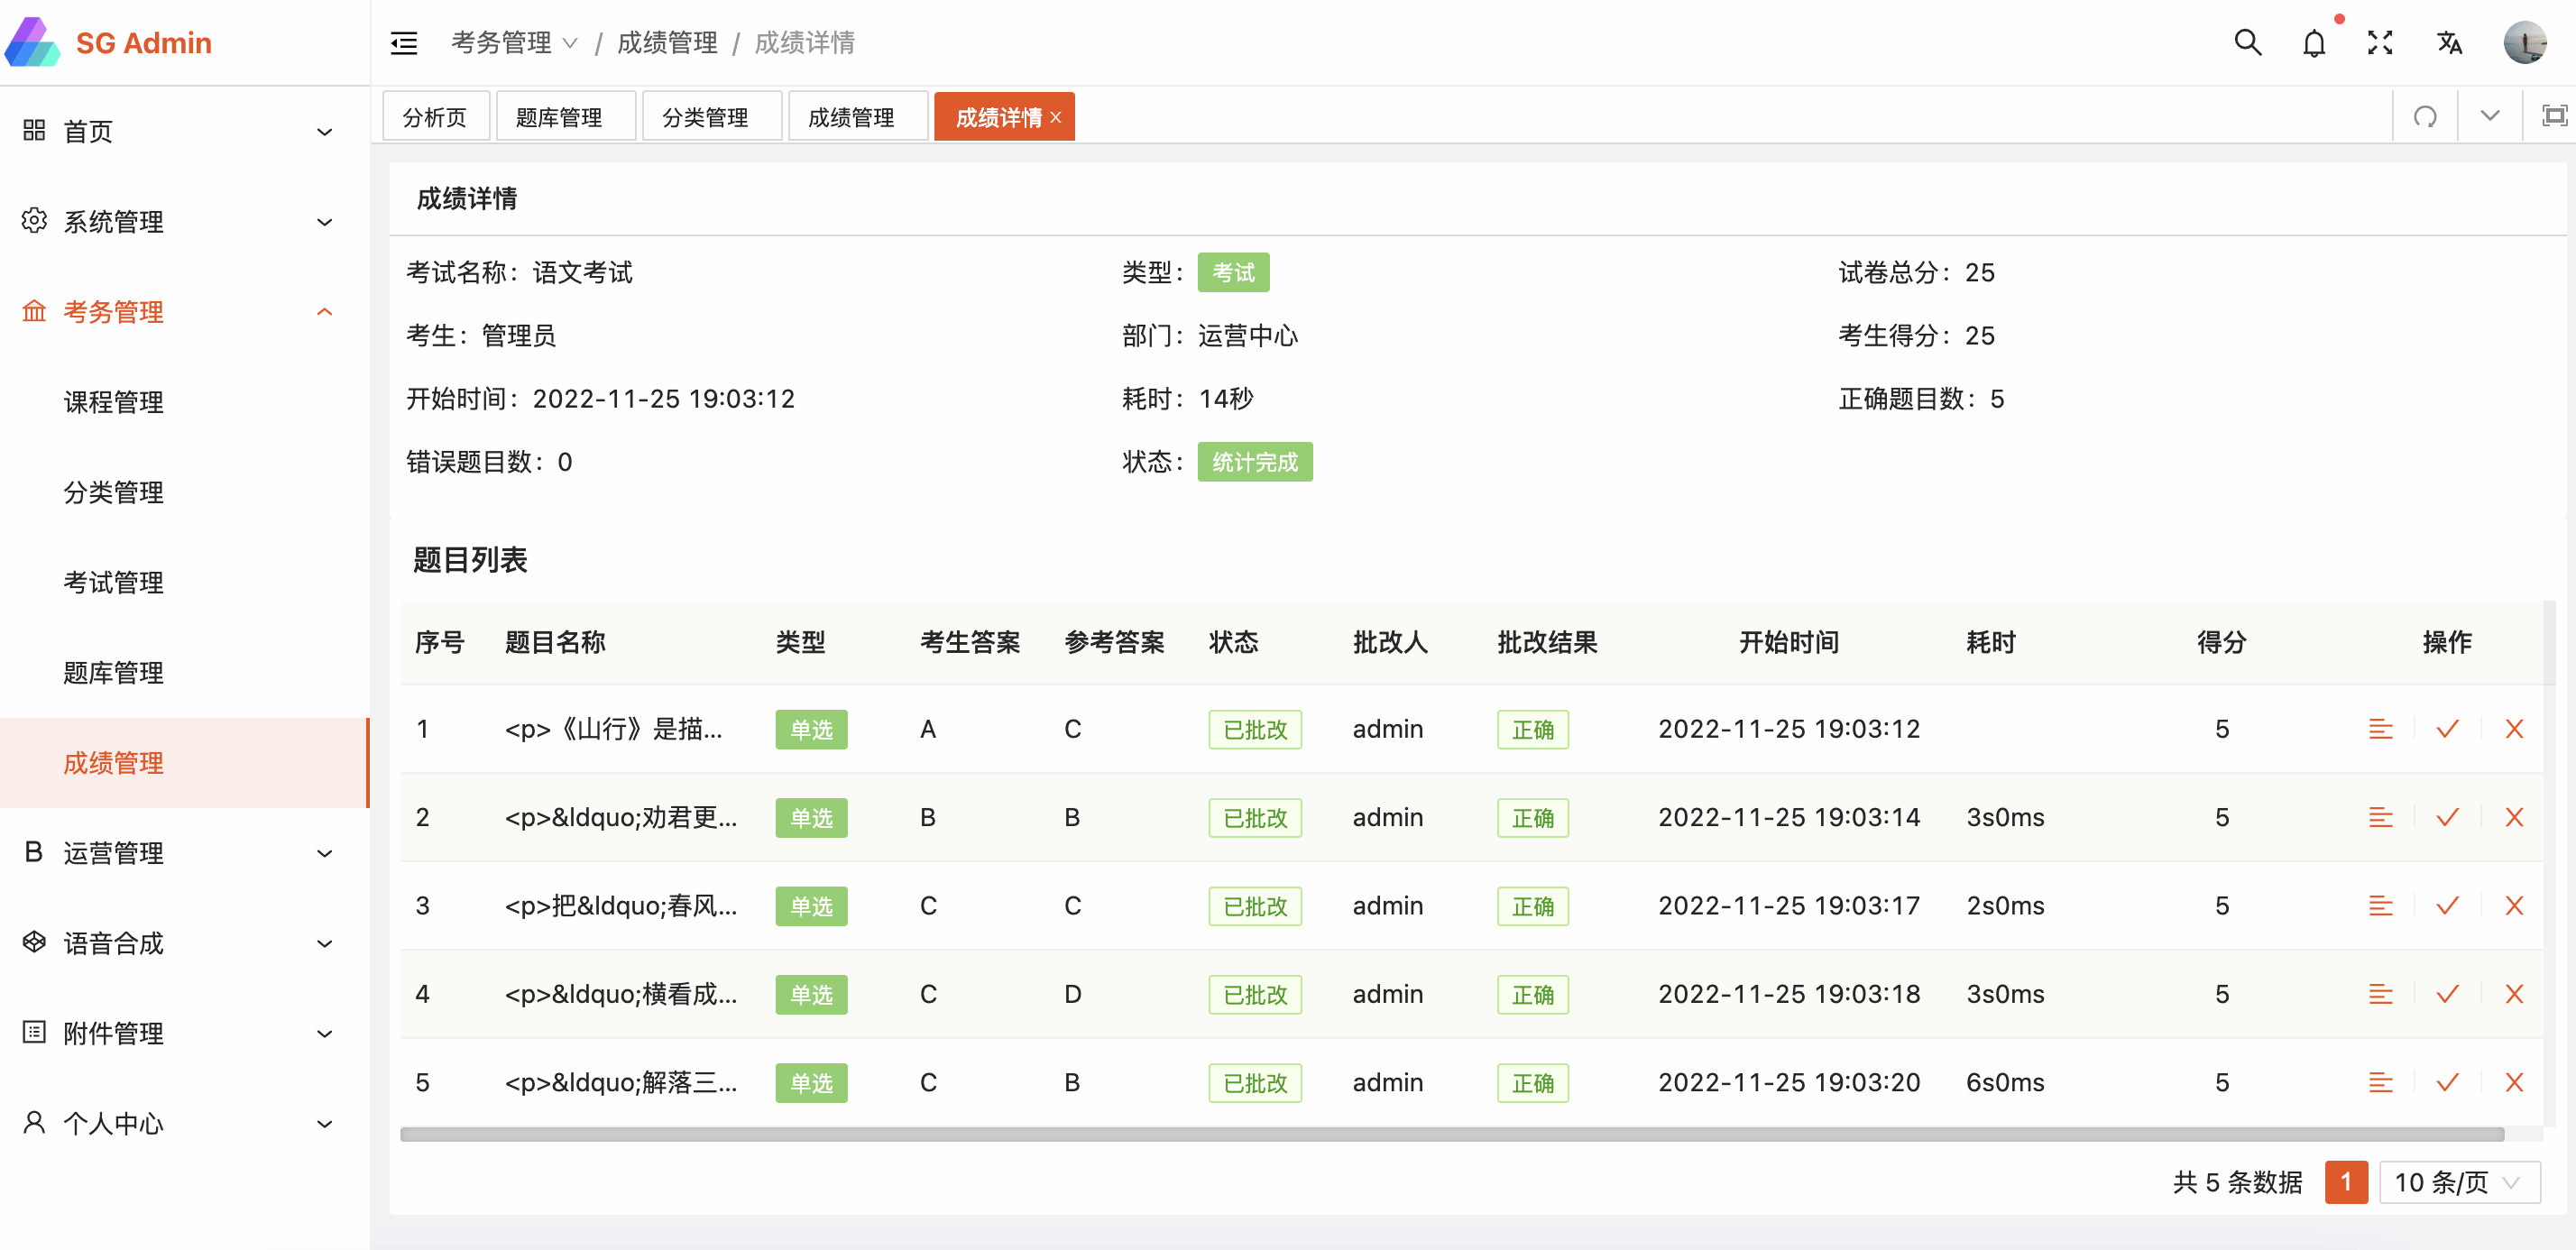 SG Admin
考务管理 / 成绩管理 / 成绩详情
分析页 题库管理 分类管理 成绩管理 成绩详情
首页
系统管理
考务管理
课程管理
分类管理
考试管理
题库管理
成绩管理
运营管理
语音合成
附件管理
个人中心
成绩详情
考试名称：语文考试 类型：考试 试卷总分：25
考生：管理员 部门：运营中心 考生得分：25
开始时间：2022-11-25 19:03:12 耗时：14秒 正确题目数：5
错误题目数：0 状态：统计完成
题目列表
序号 题目名称 类型 考生答案 参考答案 状态 批改人 批改结果 开始时间 耗时 得分 操作
1 <p>《山行》是描... 单选 A C 已批改 admin 正确 2022-11-25 19:03:12 5
2 <p>&ldquo;劝君更... 单选 B B 已批改 admin 正确 2022-11-25 19:03:14 3s0ms 5
3 <p>把&ldquo;春风... 单选 C C 已批改 admin 正确 2022-11-25 19:03:17 2s0ms 5
4 <p>&ldquo;横看成... 单选 C D 已批改 admin 正确 2022-11-25 19:03:18 3s0ms 5
5 <p>&ldquo;解落三... 单选 C B 已批改 admin 正确 2022-11-25 19:03:20 6s0ms 5
共 5 条数据 1 10 条/页